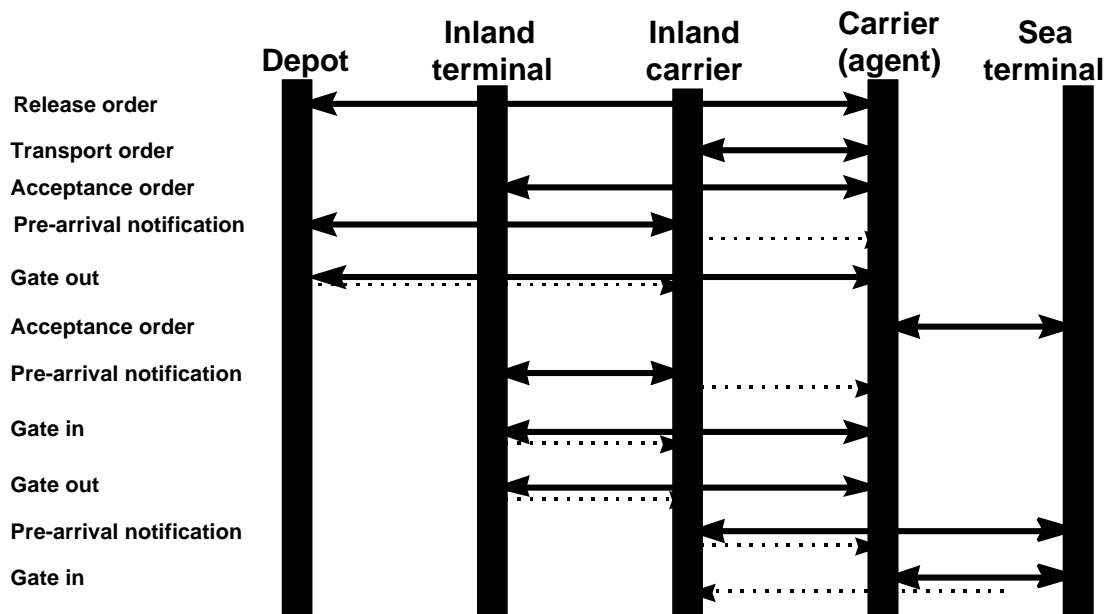 Depot
Inland
terminal
Inland
carrier
Carrier
(agent)
Sea
terminal
Release order
Transport order
Acceptance order
Pre-arrival notification
Gate out
Acceptance order
Pre-arrival notification
Gate in
Gate out
Pre-arrival notification
Gate in